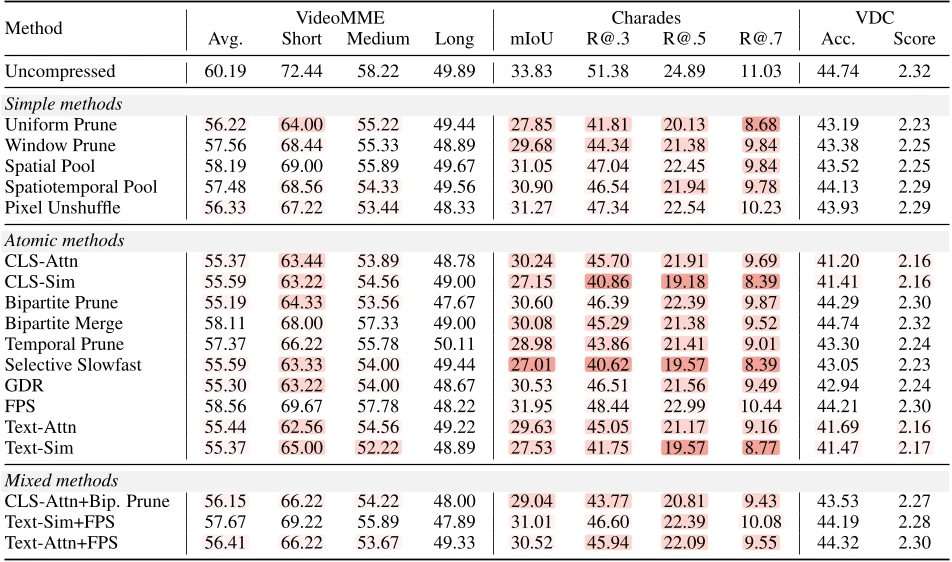 Method VideoMME Charades VDC
Avg. Short Medium Long mIoU R@.3 R@.5 R@.7 Acc. Score
Uncompressed 60.19 72.44 58.22 49.89 33.83 51.38 24.89 11.03 44.74 2.32
Simple methods
Uniform Prune 56.22 64.00 55.22 49.44 27.85 41.81 20.13 8.68 43.19 2.23
Window Prune 57.56 68.44 55.33 48.89 29.68 44.34 21.38 9.84 43.38 2.25
Spatial Pool 58.19 69.00 55.89 49.67 31.05 47.04 22.45 9.84 43.52 2.25
Spatiotemporal Pool 57.48 68.56 54.33 49.56 30.90 46.54 21.94 9.78 44.13 2.29
Pixel Unshuffle 56.33 67.22 53.44 48.33 31.27 47.34 22.54 10.23 43.93 2.29
Atomic methods
CLS-Attn 55.37 63.44 53.89 48.78 30.24 45.70 21.91 9.69 41.20 2.16
CLS-Sim 55.59 63.22 54.56 49.00 27.15 40.86 19.18 8.39 41.41 2.16
Bipartite Prune 55.19 64.33 53.56 47.67 30.60 46.39 22.39 9.87 44.29 2.30
Bipartite Merge 58.11 68.00 57.33 49.00 30.08 45.29 21.38 9.52 44.74 2.32
Temporal Prune 57.37 66.22 55.78 50.11 28.98 43.86 21.41 9.01 43.30 2.24
Selective Slowfast 55.59 63.33 54.00 49.44 27.01 40.62 19.57 8.39 43.05 2.23
GDR 55.30 63.22 54.00 48.67 30.53 46.51 21.56 9.49 42.94 2.24
FPS 58.56 69.67 57.78 48.22 31.95 48.44 22.99 10.44 44.21 2.30
Text-Attn 55.44 62.56 54.56 49.22 29.63 45.05 21.17 9.16 41.69 2.16
Text-Sim 55.37 65.00 52.22 48.89 27.53 41.75 19.57 8.77 41.47 2.17
Mixed methods
CLS-Attn+Bip. Prune 56.15 66.22 54.22 48.00 29.04 43.77 20.81 9.43 43.53 2.27
Text-Sim+FPS 57.67 69.22 55.89 47.89 31.01 46.60 22.39 10.08 44.19 2.28
Text-Attn+FPS 56.41 66.22 53.67 49.33 30.52 45.94 22.09 9.55 44.32 2.30